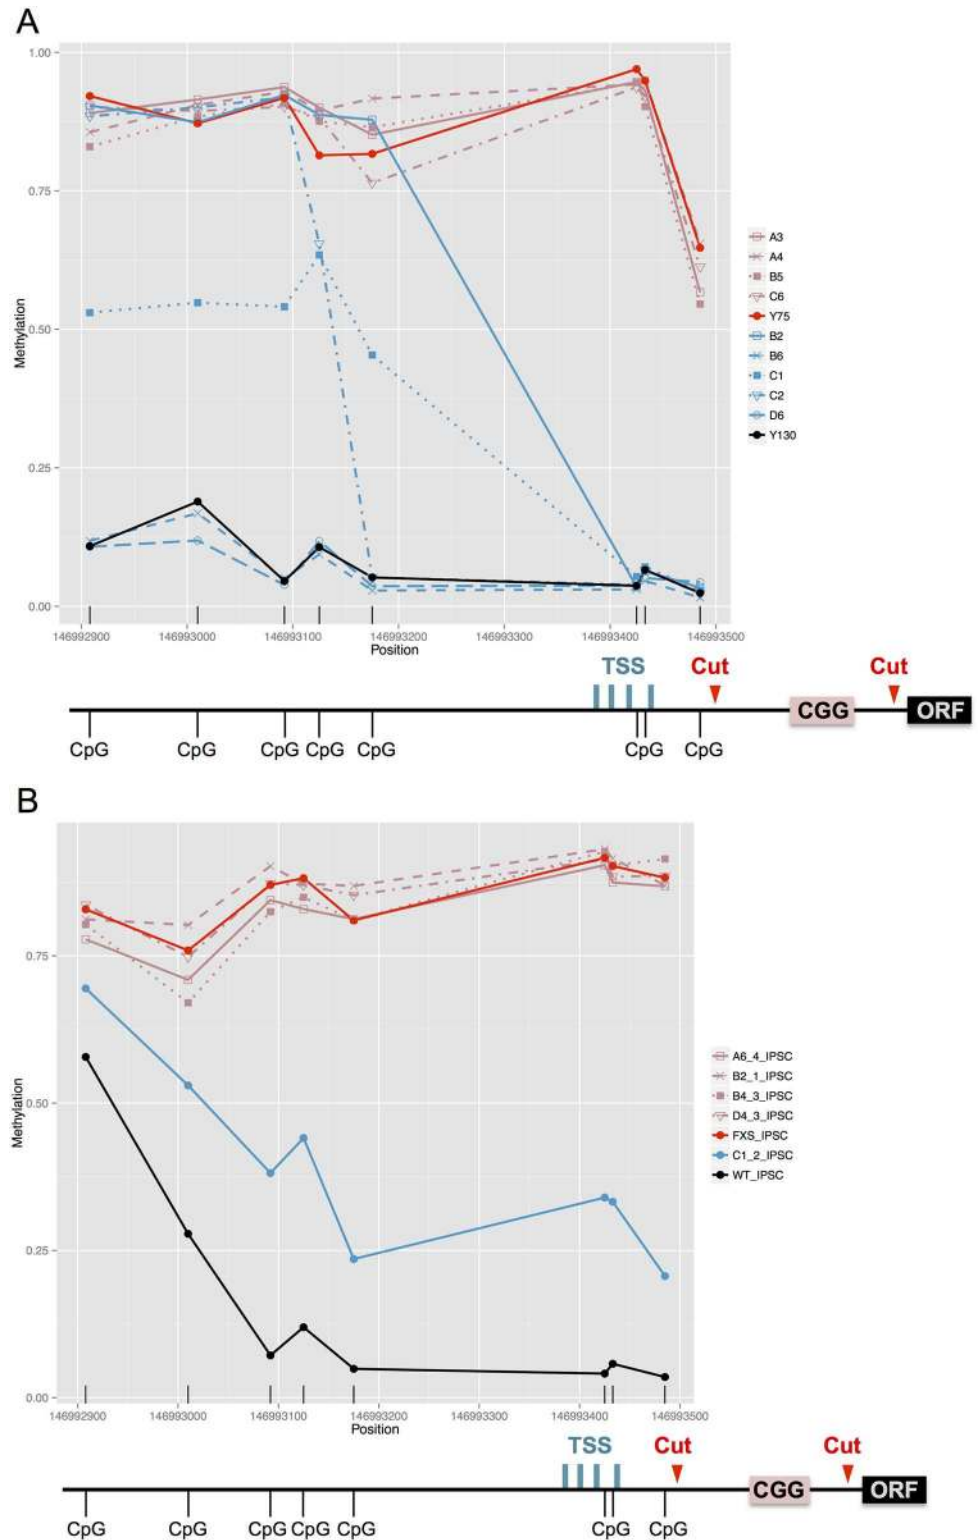 A
1.00
0.75
0.50
0.25
0.00
Methylation
146992900 146993000 146993100 146993200 146993300 146993400 146993500
Position
A3
A4
B5
C6
Y75
B2
B6
C1
C2
D6
Y130
TSS Cut Cut
CGG ORF
CpG CpG CpG CpG CpG CpG CpG
B
0.75
0.50
0.25
0.00
Methylation
146992900 146993000 146993100 146993200 146993300 146993400 146993500
Position
A6_4_IPSC
B2_1_IPSC
B4_3_IPSC
D4_3_IPSC
FXS_IPSC
C1_2_IPSC
WT_IPSC
TSS Cut Cut
CGG ORF
CpG CpG CpG CpG CpG CpG CpG